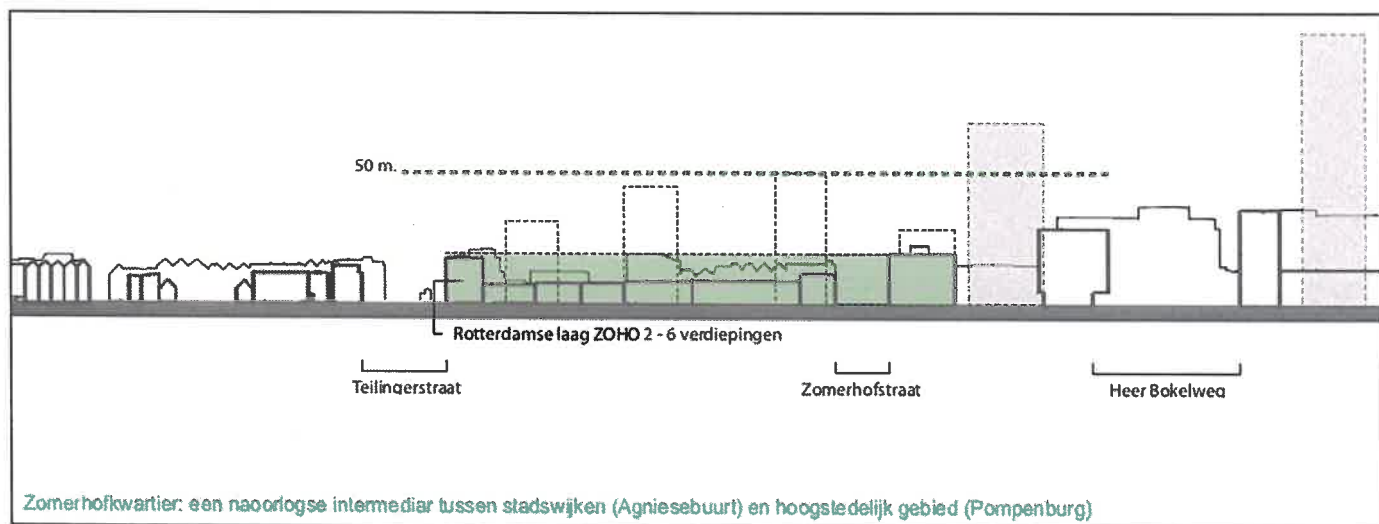 50 m.
Rotterdamse laag ZOHO 2 - 6 verdiepingen
Teilingerstraat
Zomerhofstraat
Heer Bokelweg
Zomerhofkwartier: een naoorlogse intermediar tussen stadswijken (Agniesebuurt) en hoogstedelijk gebied (Pompenburg)